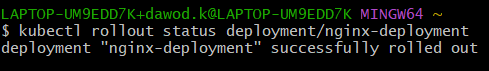 LAPTOP-UM9EDD7K+dawod.k@LAPTOP-UM9EDD7K MINGW64 ~
$ kubectl rollout status deployment/nginx-deployment
deployment "nginx-deployment" successfully rolled out